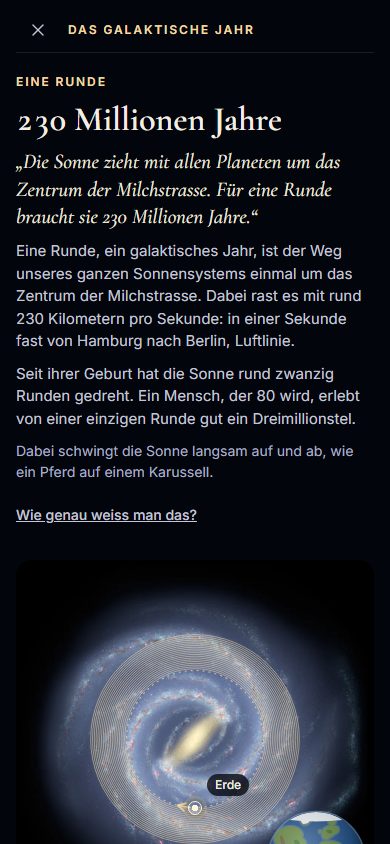 DAS GALAKTISCHE JAHR
EINE RUNDE
230 Millionen Jahre
„Die Sonne zieht mit allen Planeten um das
Zentrum der Milchstrasse. Für eine Runde
braucht sie 230 Millionen Jahre.“
Eine Runde, ein galaktisches Jahr, ist der Weg
unseres ganzen Sonnensystems einmal um das
Zentrum der Milchstrasse. Dabei rast es mit rund
230 Kilometern pro Sekunde: in einer Sekunde
fast von Hamburg nach Berlin, Luftlinie.
Seit ihrer Geburt hat die Sonne rund zwanzig
Runden gedreht. Ein Mensch, der 80 wird, erlebt
von einer einzigen Runde gut ein Dreimillionstel.
Dabei schwingt die Sonne langsam auf und ab, wie
ein Pferd auf einem Karussell.
Wie genau weiss man das?
Erde